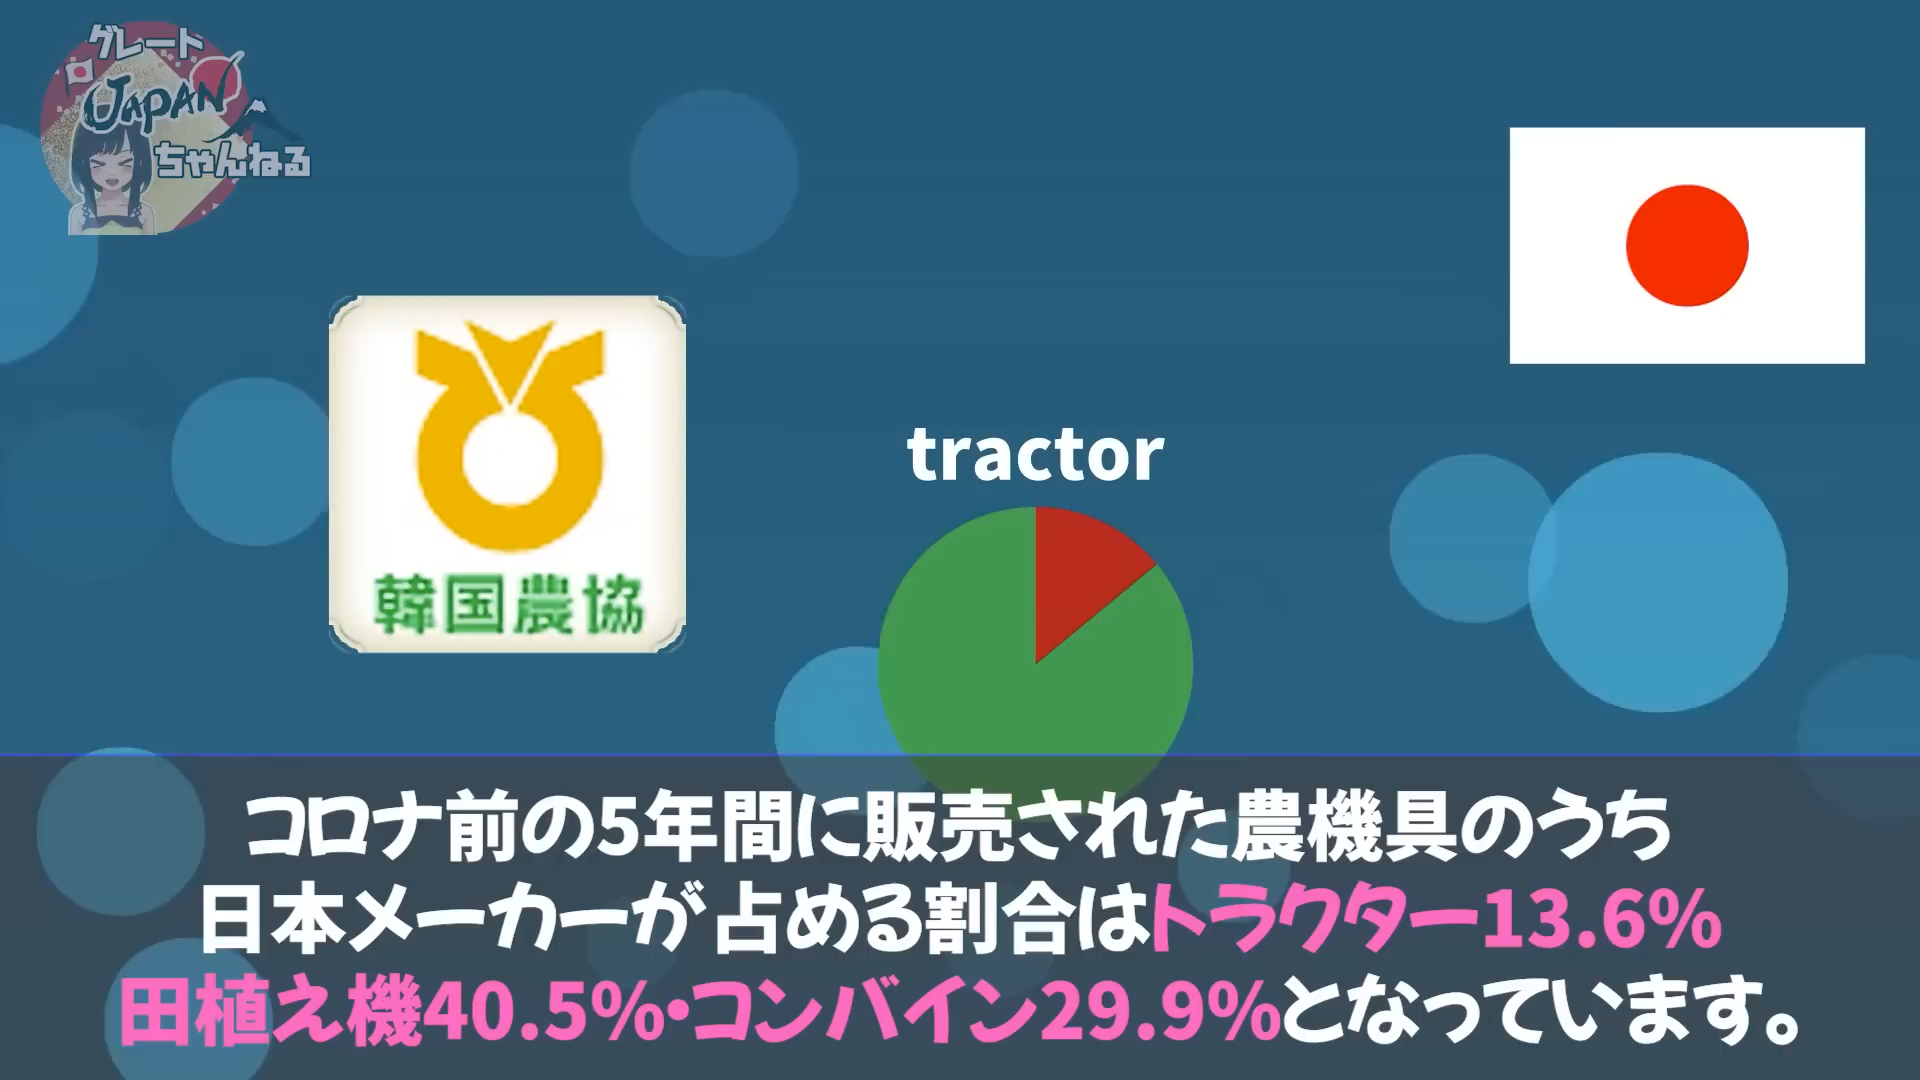 グレート
JAPAN
ちゃんねる
韓国農協
tractor
コロナ前の5年間に販売された農機具のうち
日本メーカーが占める割合はトラクター13.6%
田植え機40.5%・コンバイン29.9%となっています。